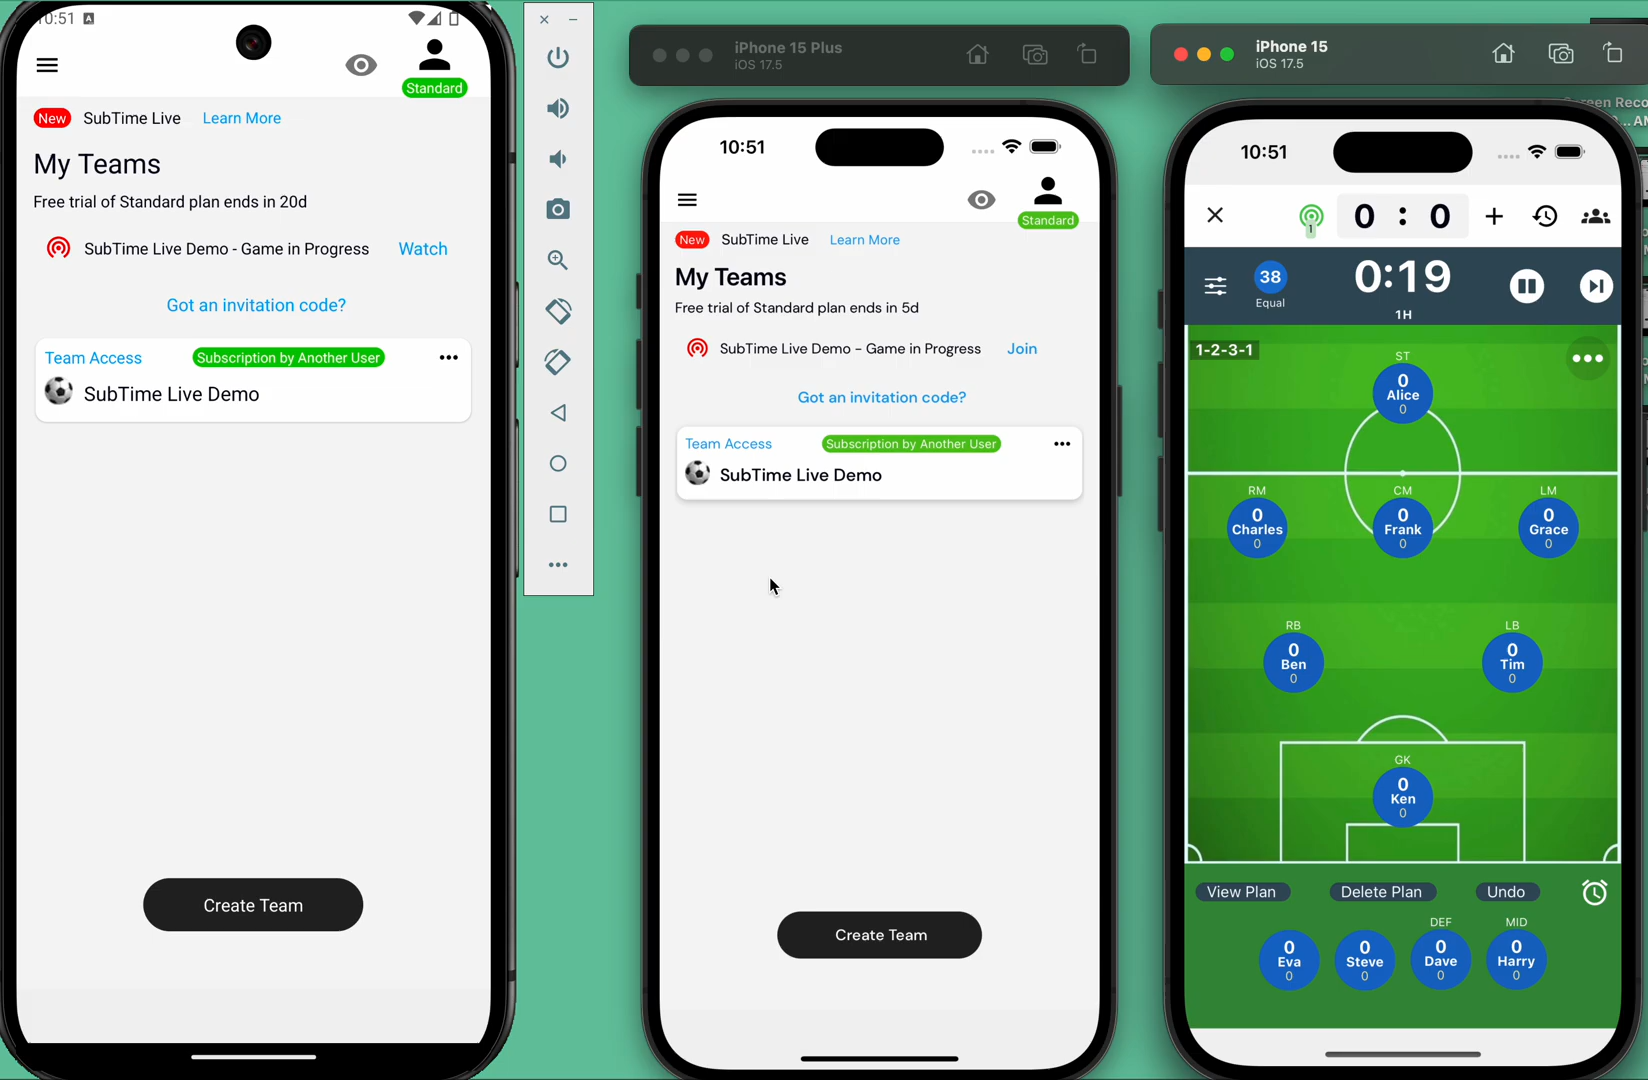 10:51 A
Standard
New SubTime Live Learn More
My Teams
Free trial of Standard plan ends in 20d
SubTime Live Demo - Game in Progress Watch
Got an invitation code?
Team Access Subscription by Another User
SubTime Live Demo
Create Team
iPhone 15 Plus
iOS 17.5
10:51
Standard
New SubTime Live Learn More
My Teams
Free trial of Standard plan ends in 5d
SubTime Live Demo - Game in Progress Join
Got an invitation code?
Team Access Subscription by Another User
SubTime Live Demo
Create Team
iPhone 15
iOS 17.5
Screen Reco
... AM
10:51
1 0 : 0
38 0:19
Equal
1H
1-2-3-1
ST
0
Alice
0
RM CM LM
0 0 0
Charles Frank Grace
0 0 0
RB LB
0 0
Ben Tim
0 0
GK
0
Ken
0
View Plan Delete Plan Undo
DEF MID
0 0 0 0
Eva Steve Dave Harry
0 0 0 0